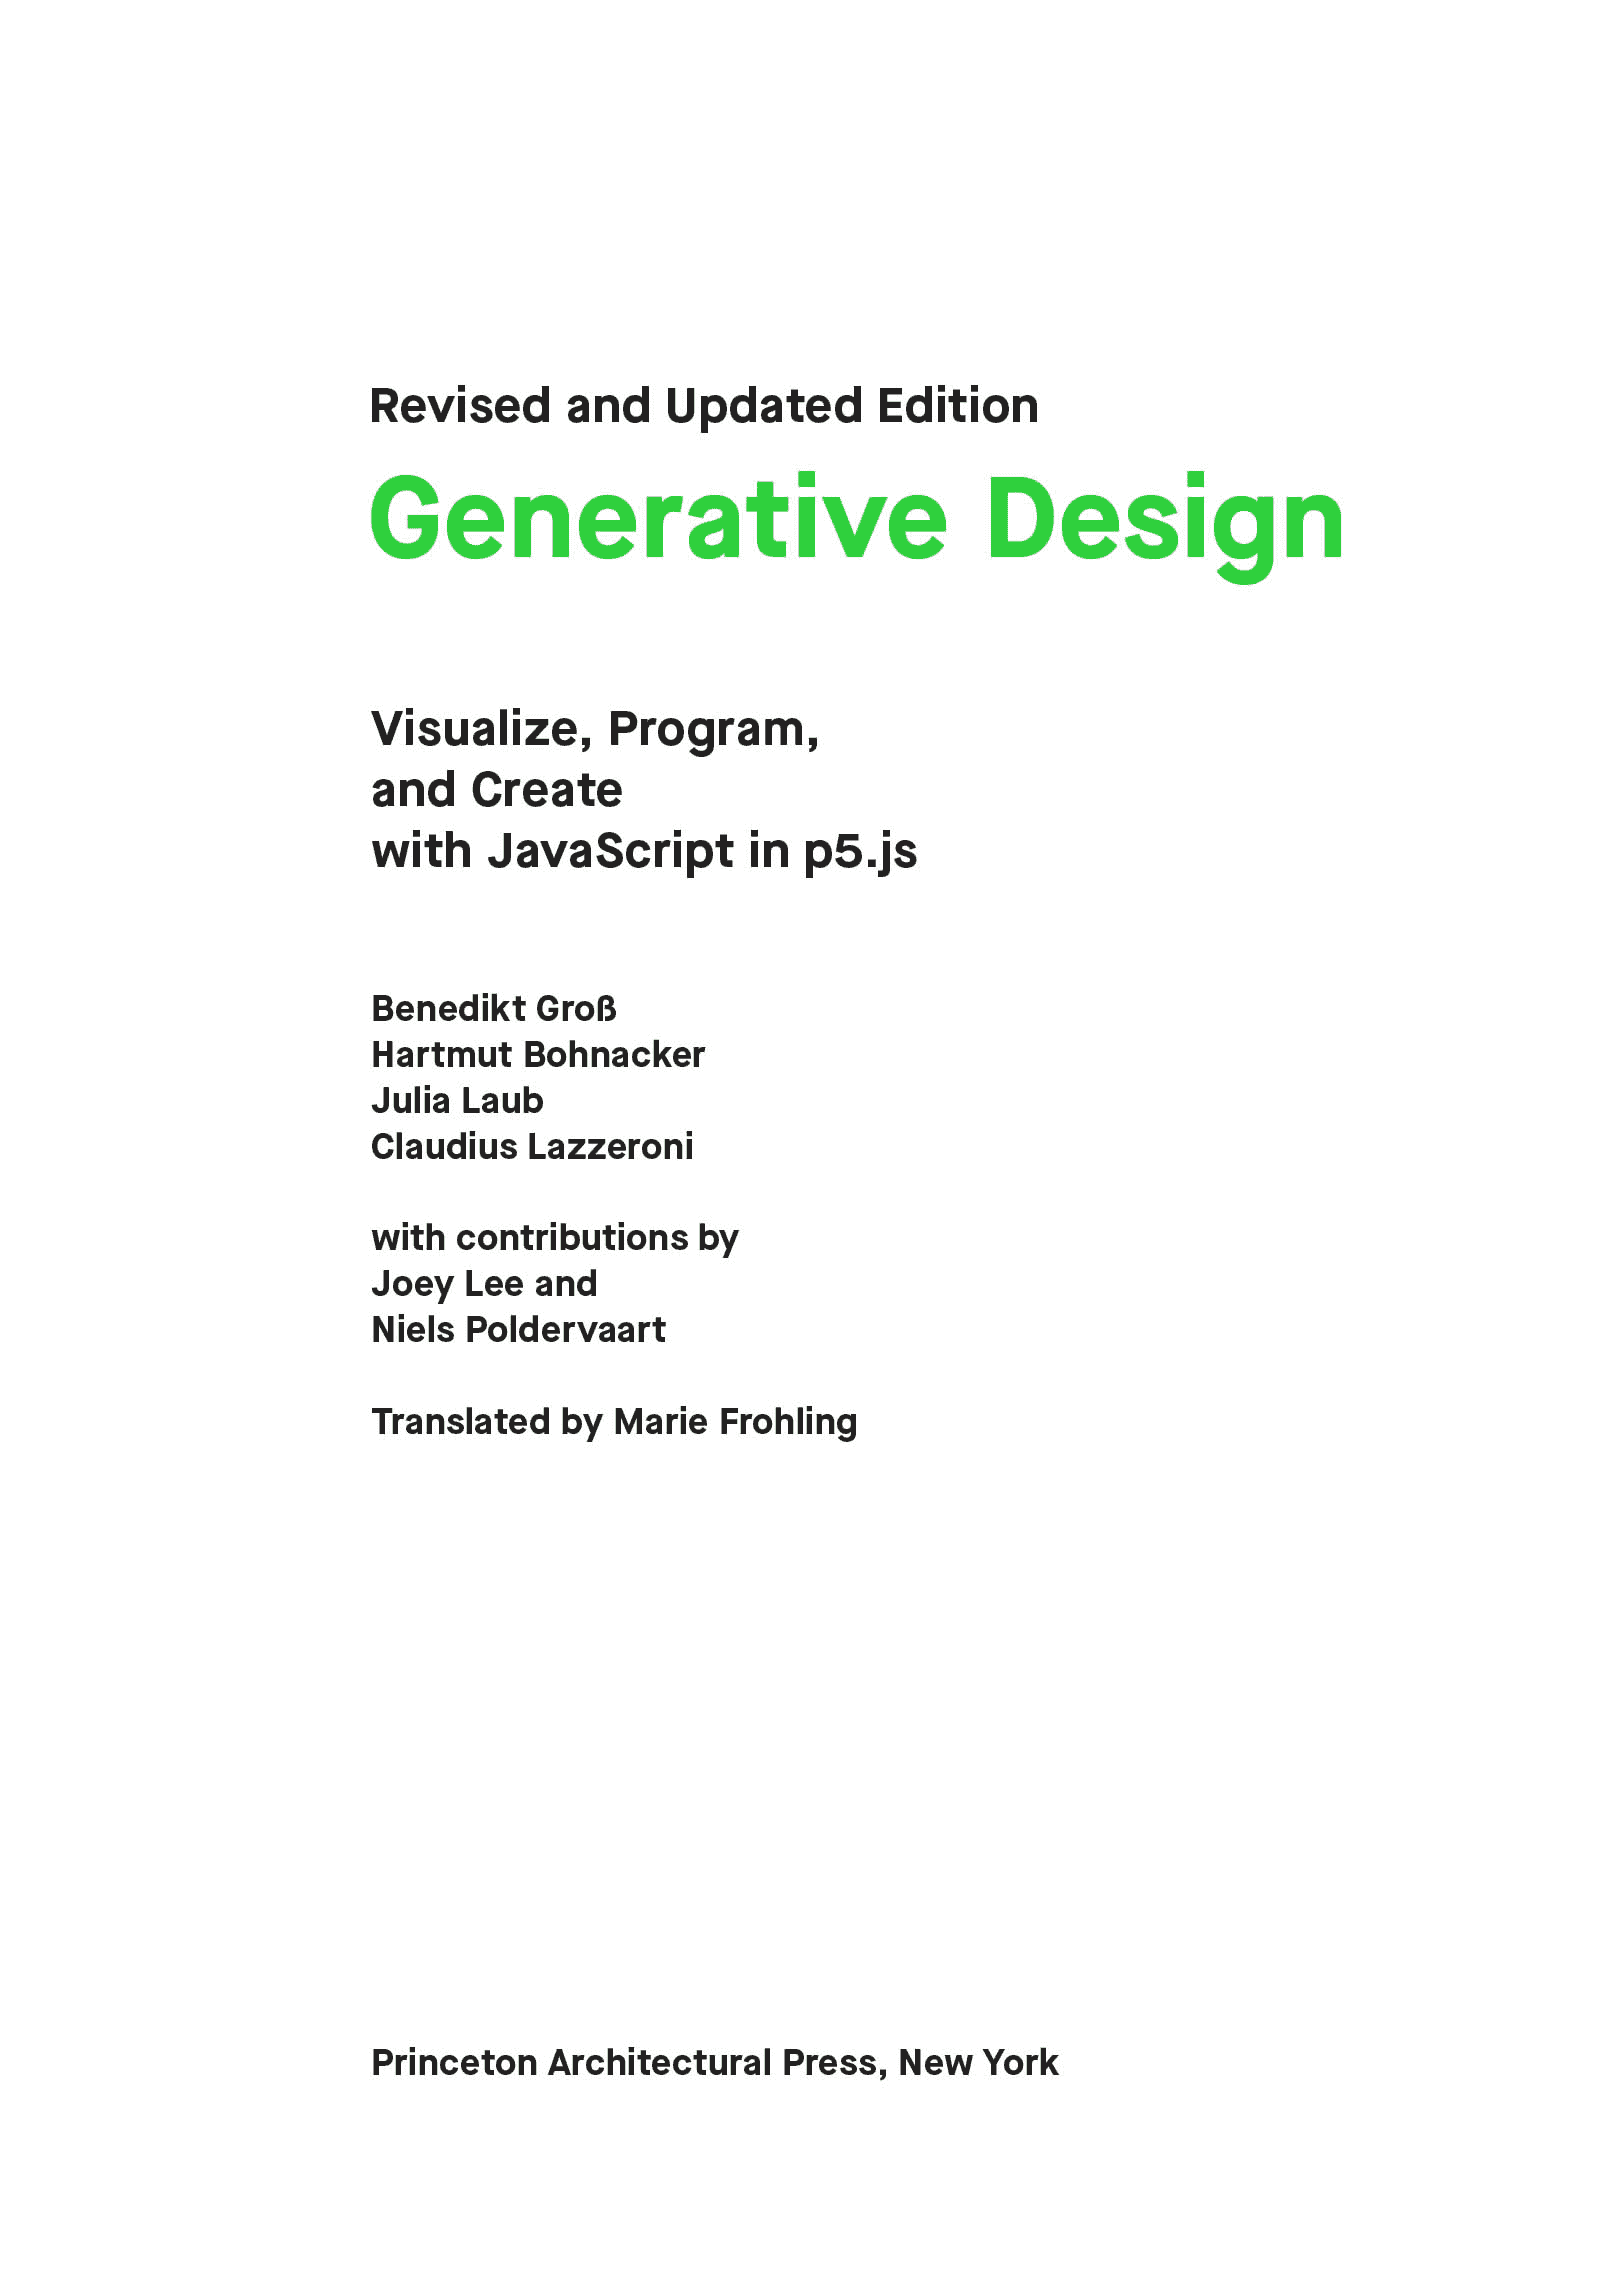 Revised and Updated Edition
Generative Design
Visualize, Program,
and Create
with JavaScript in p5.js
Benedikt Groß
Hartmut Bohnacker
Julia Laub
Claudius Lazzeroni
with contributions by
Joey Lee and
Niels Poldervaart
Translated by Marie Frohling
Princeton Architectural Press, New York